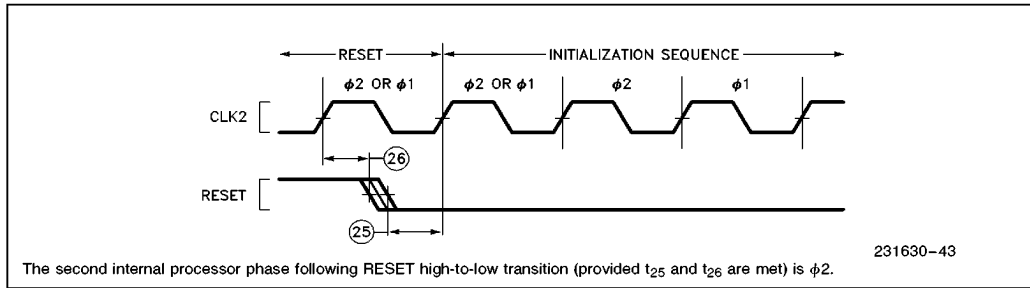 RESET INITIALIZATION SEQUENCE
ϕ2 OR ϕ1 ϕ2 OR ϕ1 ϕ2 ϕ1
CLK2
26
RESET
25
231630–43
The second internal processor phase following RESET high-to-low transition (provided t25 and t26 are met) is ϕ2.